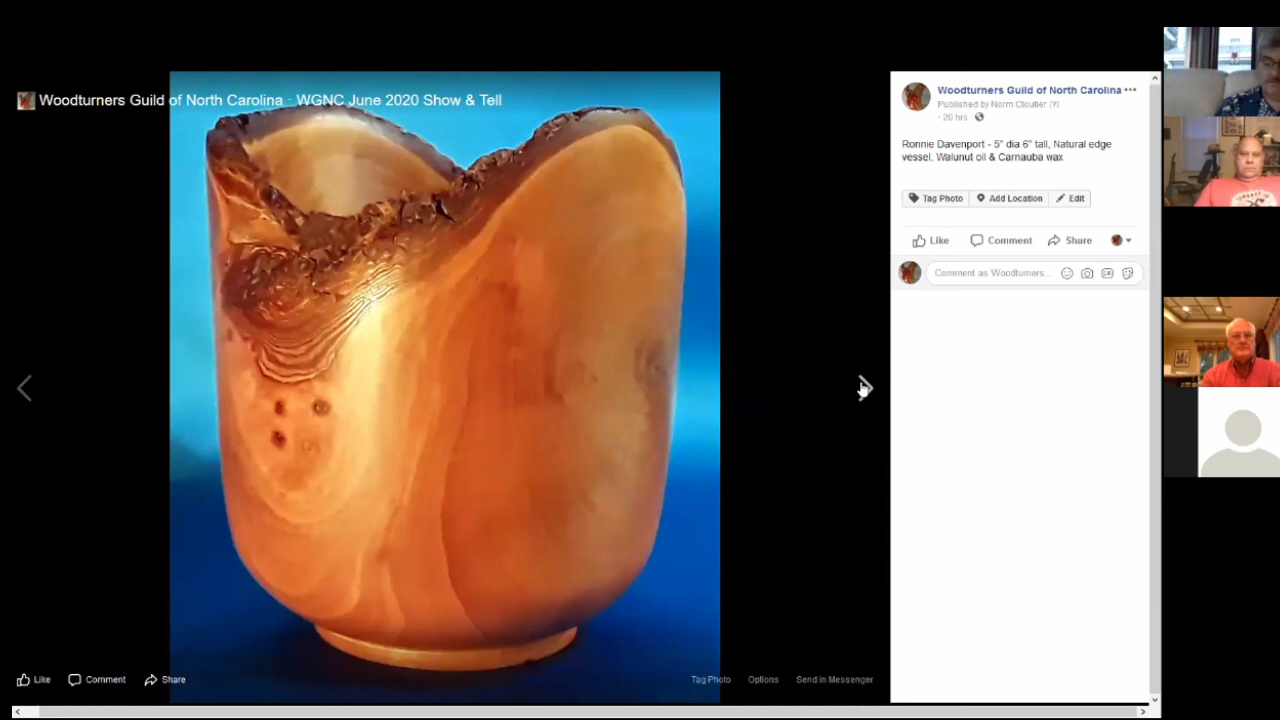 Woodturners Guild of North Carolina · WGNC June 2020 Show & Tell
Woodturners Guild of North Carolina
Published by Norm Cloutier [?]
· 20 hrs ·
Ronnie Davenport - 5" dia 6" tall, Natural edge
vessel, Walunut oil & Carnauba wax
Tag Photo
Add Location
Edit
Like
Comment
Share
Comment as Woodturners...
GIF
Like
Comment
Share
Tag Photo
Options
Send in Messenger